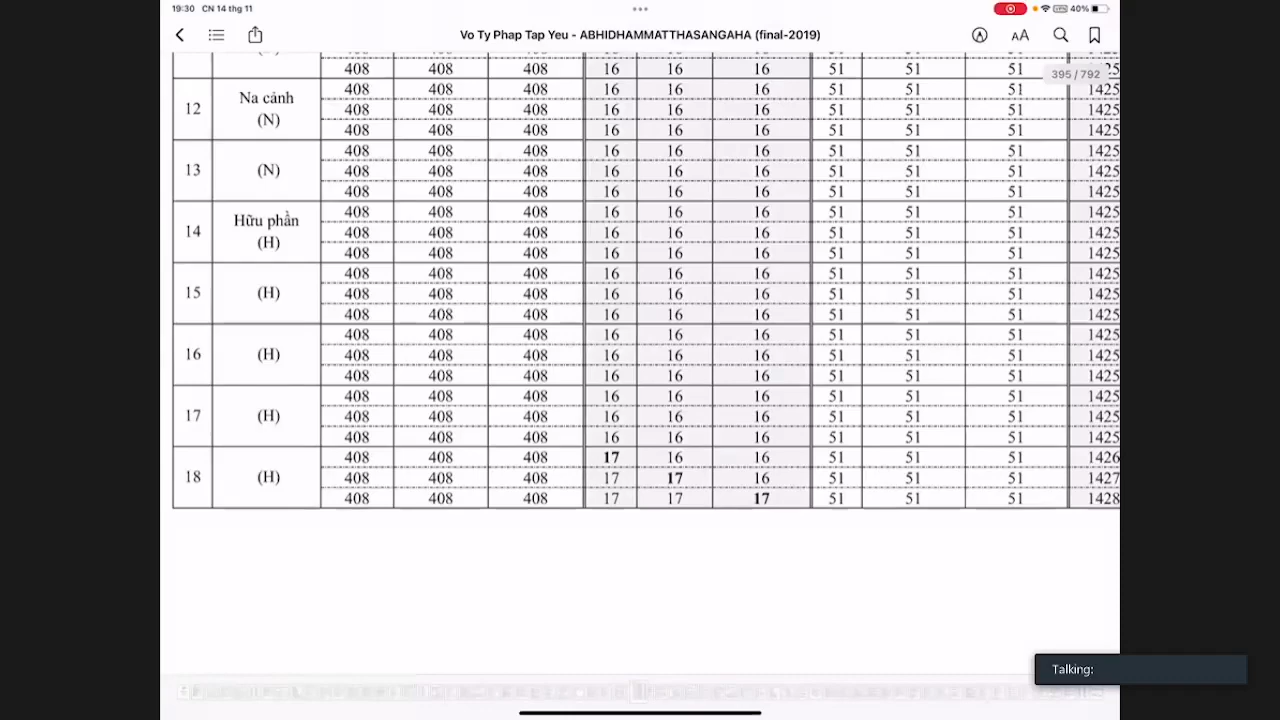 19:30 CN 14 thg 11
40%
Vo Ty Phap Tap Yeu - ABHIDHAMMATTHASANGAHA (final-2019)
AA
395 / 792
408 408 408 16 16 16 51 51 51
12 Na cảnh (N)
408 408 408 16 16 16 51 51 51 1425
408 408 408 16 16 16 51 51 51 1425
408 408 408 16 16 16 51 51 51 1425
13 (N)
408 408 408 16 16 16 51 51 51 1425
408 408 408 16 16 16 51 51 51 1425
408 408 408 16 16 16 51 51 51 1425
14 Hữu phần (H)
408 408 408 16 16 16 51 51 51 1425
408 408 408 16 16 16 51 51 51 1425
408 408 408 16 16 16 51 51 51 1425
15 (H)
408 408 408 16 16 16 51 51 51 1425
408 408 408 16 16 16 51 51 51 1425
408 408 408 16 16 16 51 51 51 1425
16 (H)
408 408 408 16 16 16 51 51 51 1425
408 408 408 16 16 16 51 51 51 1425
408 408 408 16 16 16 51 51 51 1425
17 (H)
408 408 408 16 16 16 51 51 51 1425
408 408 408 16 16 16 51 51 51 1425
408 408 408 16 16 16 51 51 51 1425
18 (H)
408 408 408 17 16 16 51 51 51 1426
408 408 408 17 17 16 51 51 51 1427
408 408 408 17 17 17 51 51 51 1428
Talking: